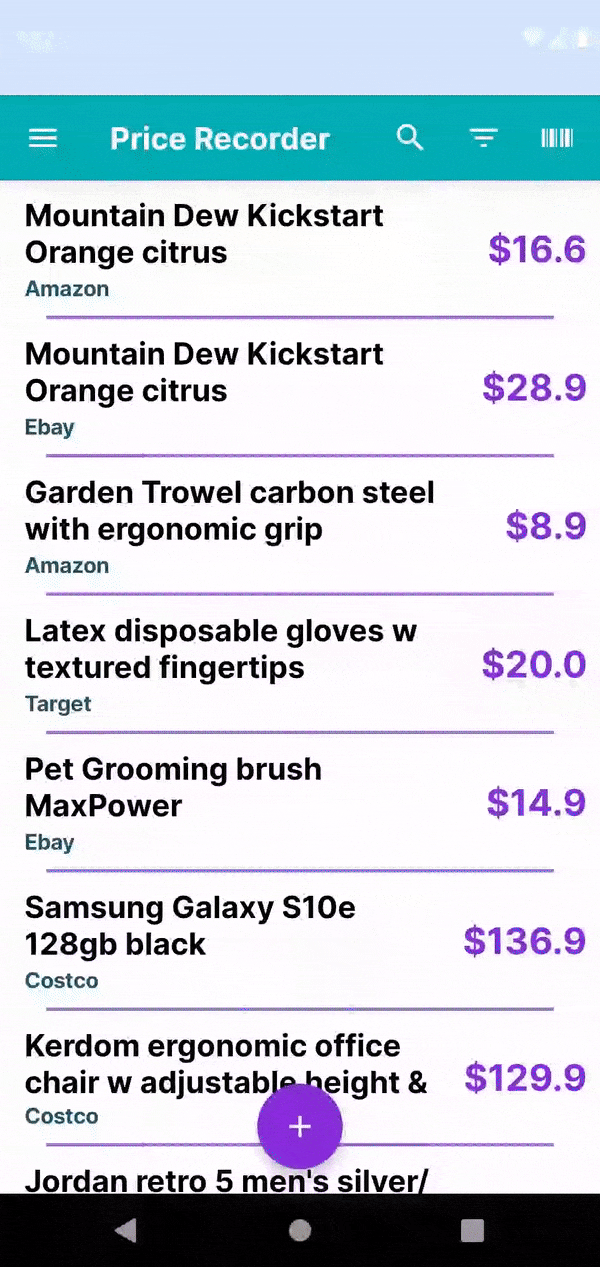 Price Recorder
Mountain Dew Kickstart
Orange citrus
$16.6
Amazon
Mountain Dew Kickstart
Orange citrus
$28.9
Ebay
Garden Trowel carbon steel
with ergonomic grip
$8.9
Amazon
Latex disposable gloves w
textured fingertips
$20.0
Target
Pet Grooming brush
MaxPower
$14.9
Ebay
Samsung Galaxy S10e
128gb black
$136.9
Costco
Kerdom ergonomic office
chair w adjustable height &
$129.9
Costco
Jordan retro 5 men's silver/